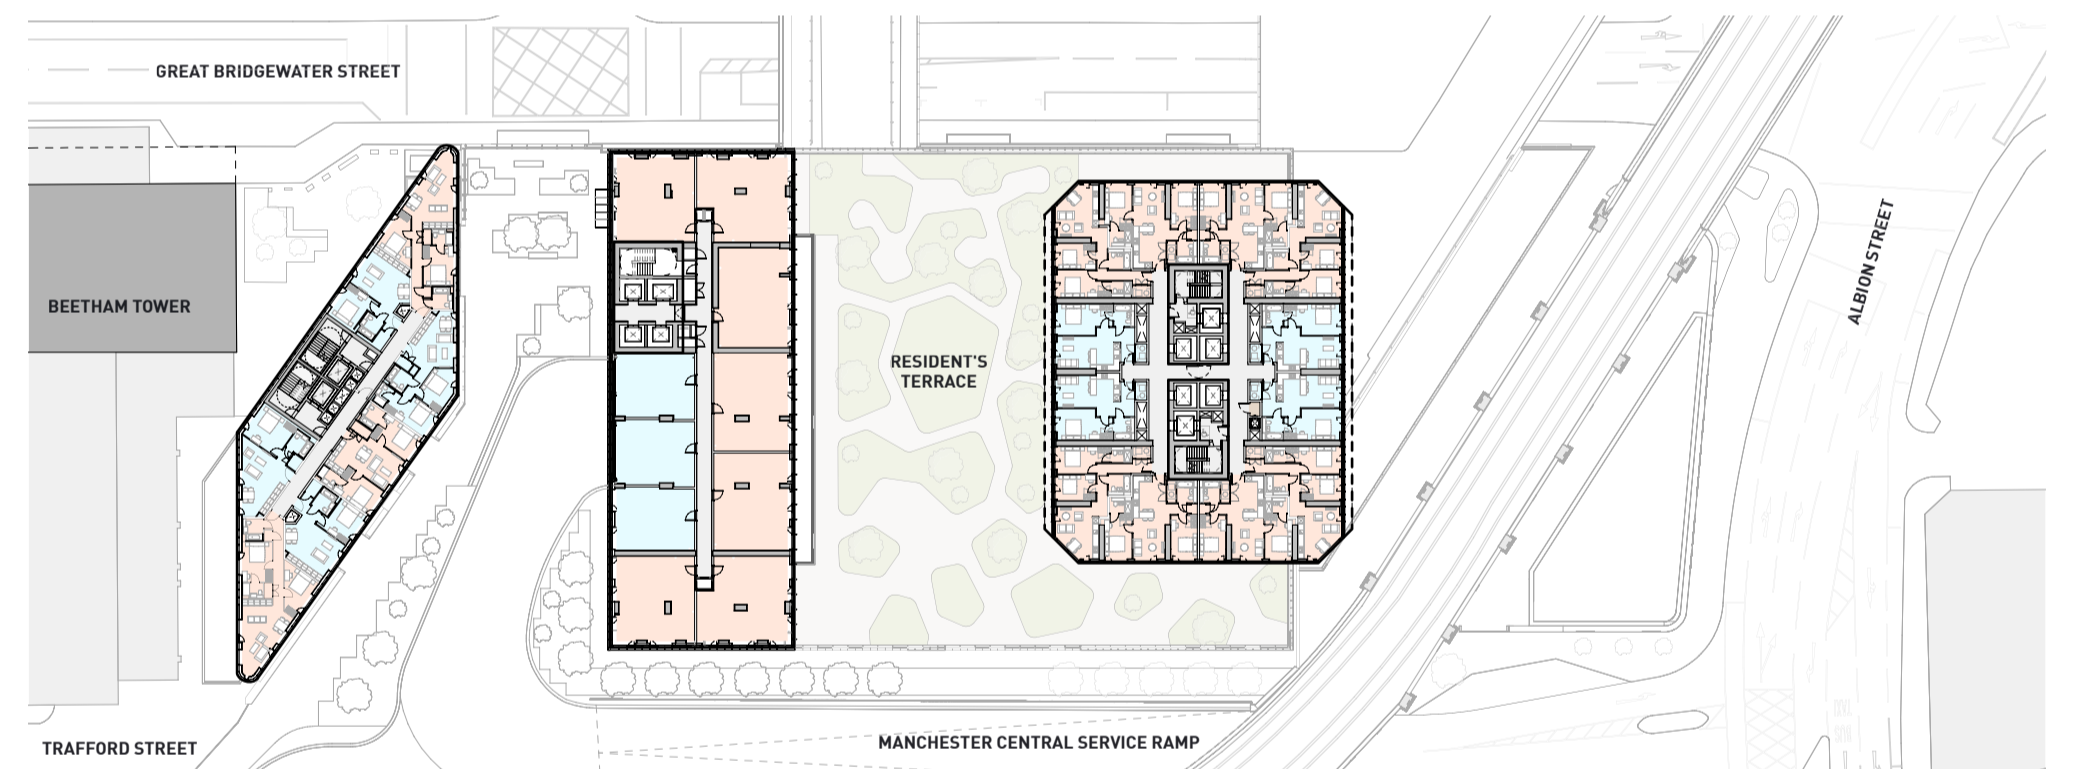 GREAT BRIDGEWATER STREET
BEETHAM TOWER
RESIDENT'S
TERRACE
ALBION STREET
TRAFFORD STREET
MANCHESTER CENTRAL SERVICE RAMP